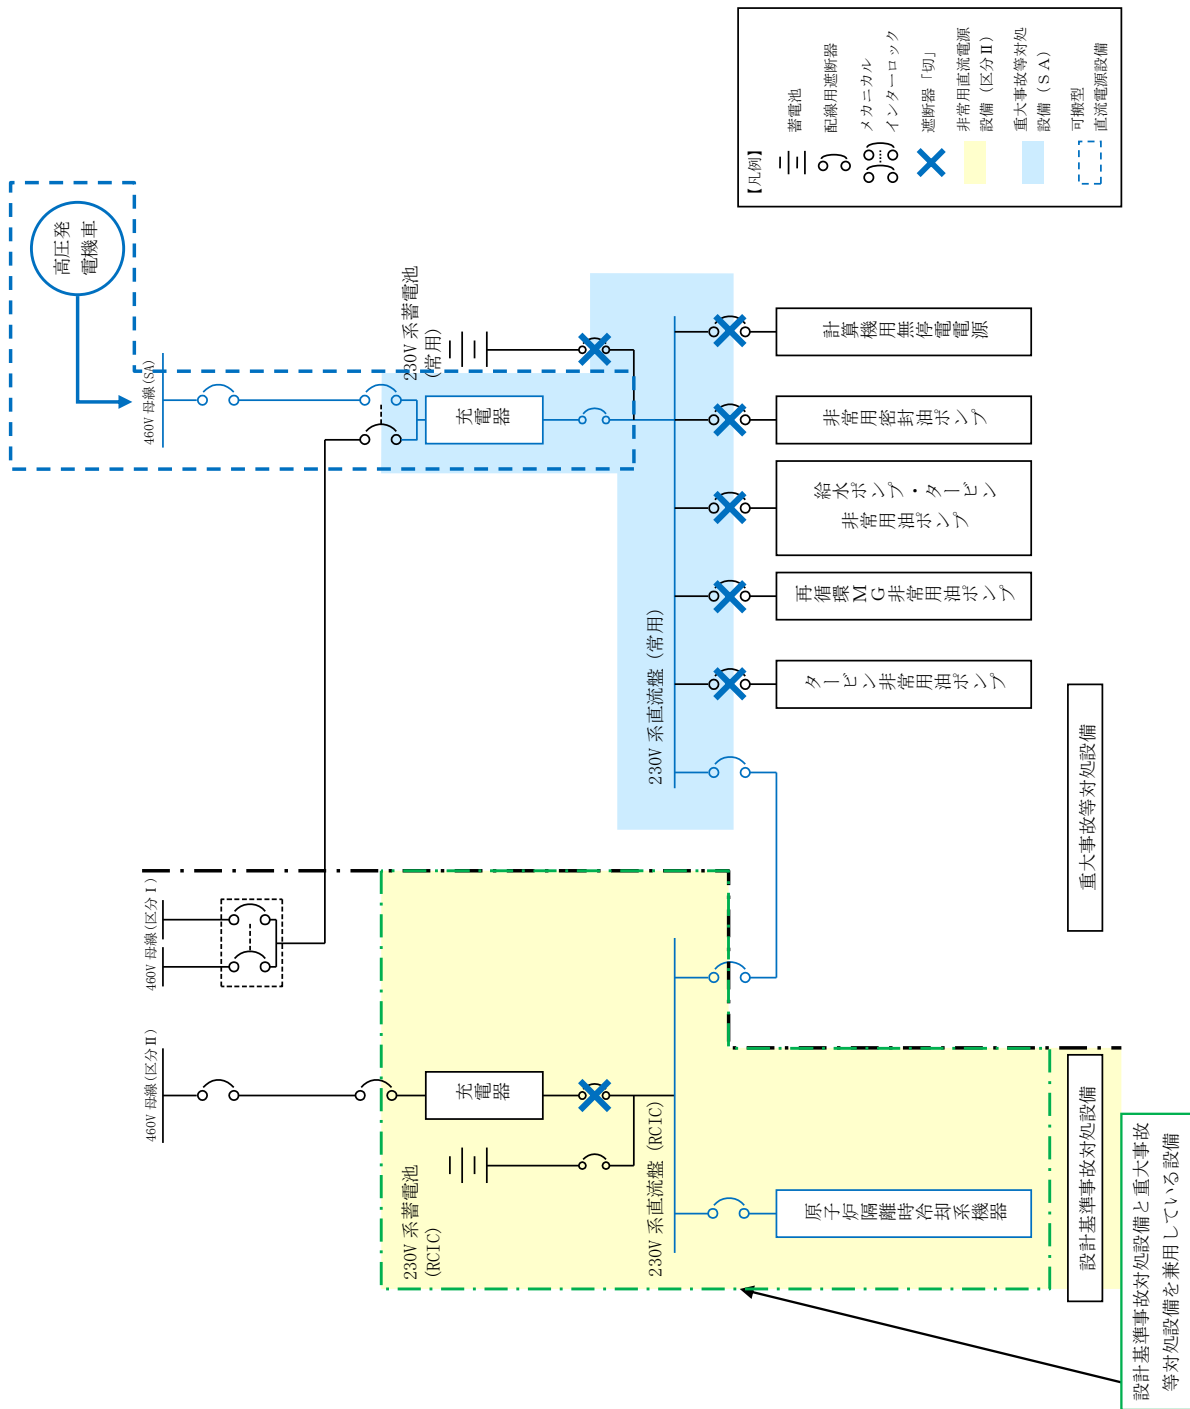 高圧発
電機車
460V 母線(SA)
230V 系蓄電池
(常用)
充電器
計算機用無停電電源
非常用密封油ポンプ
給水ポンプ・タービン
非常用油ポンプ
再循環MG非常用油ポンプ
タービン非常用油ポンプ
230V 系直流盤 (常用)
460V 母線(区分Ⅰ)
460V 母線(区分Ⅱ)
充電器
230V 系蓄電池
(RCIC)
230V 系直流盤 (RCIC)
原子炉隔離時冷却系機器
重大事故等対処設備
設計基準事故対処設備
設計基準事故対処設備と重大事故
等対処設備を兼用している設備
【凡例】
蓄電池
配線用遮断器
メカニカル
インターロック
遮断器「切」
非常用直流電源
設備(区分Ⅱ)
重大事故等対処
設備(SA)
可搬型
直流電源設備